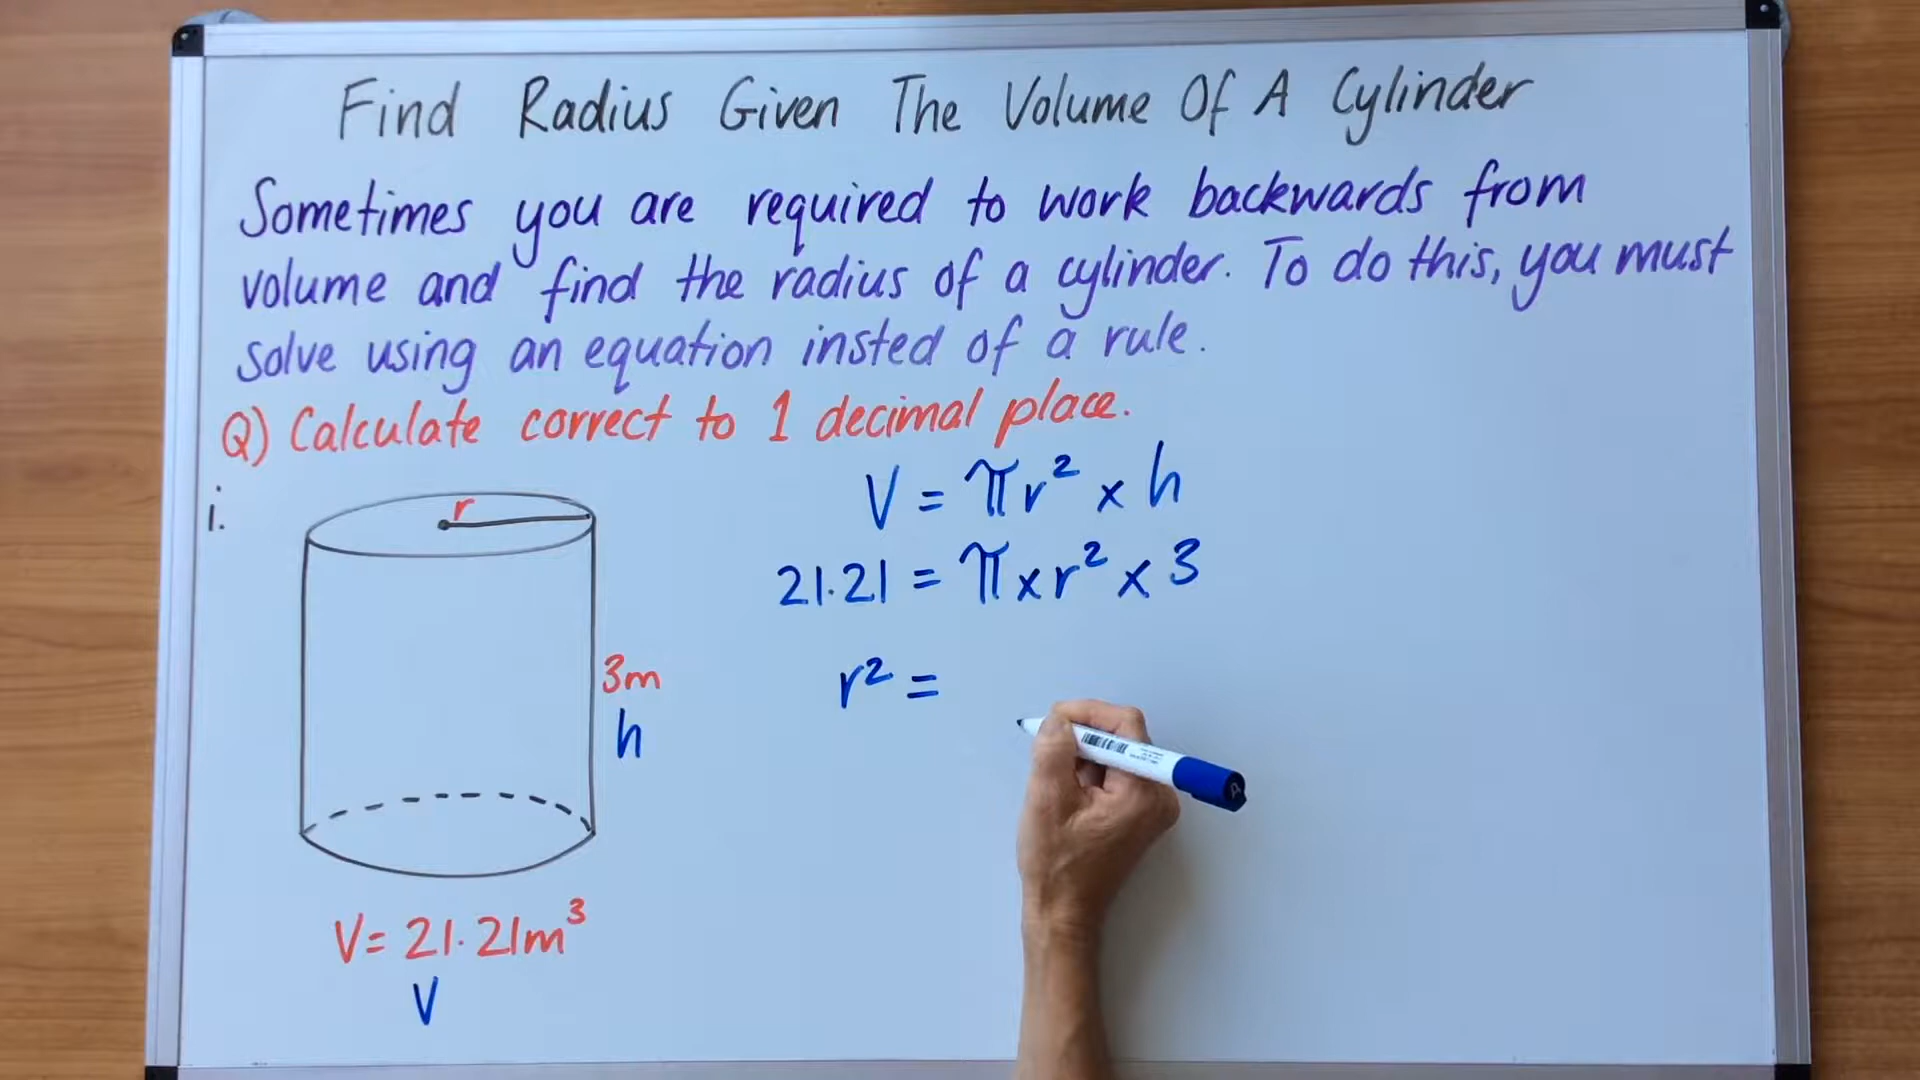 Find Radius Given The Volume Of A Cylinder
Sometimes you are required to work backwards from
volume and find the radius of a cylinder. To do this, you must
solve using an equation insted of a rule.
Q) Calculate correct to 1 decimal place.
i.
r
3m
h
V= 21.21m³
V
V = πr² × h
21.21 = π × r² × 3
r² =